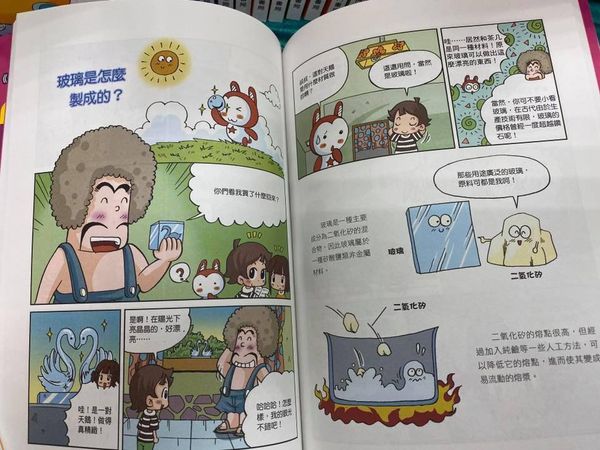 玻璃是怎麼
製成的？
你們看我買了什麼回來？
?
哇！是一對
天鵝！做得
真精緻！
是啊！在陽光下
亮晶晶的，好漂
亮……
哈哈哈！怎麼
樣，我的眼光
不錯吧！
這對天鵝
用什麼材質做
這還用問，當然
是玻璃啦！
哇……居然和茶几
是同一種材料！原
來玻璃可以做出這
麼漂亮的東西！
當然，你可不要小看
玻璃，在古代由於生
產技術有限，玻璃的
價格曾經一度超越鑽
石呢！
那些用途廣泛的玻璃，
原料可都是我呵！
玻璃是一種主要
成分為二氧化矽的混
合物，因此玻璃屬於
一種矽酸鹽類非金屬
材料。
玻璃
二氧化矽
二氧化矽
二氧化矽的熔點很高，但經
過加入純鹼等一些人工方法，可
以降低它的熔點，進而使其變成
易流動的熔漿。